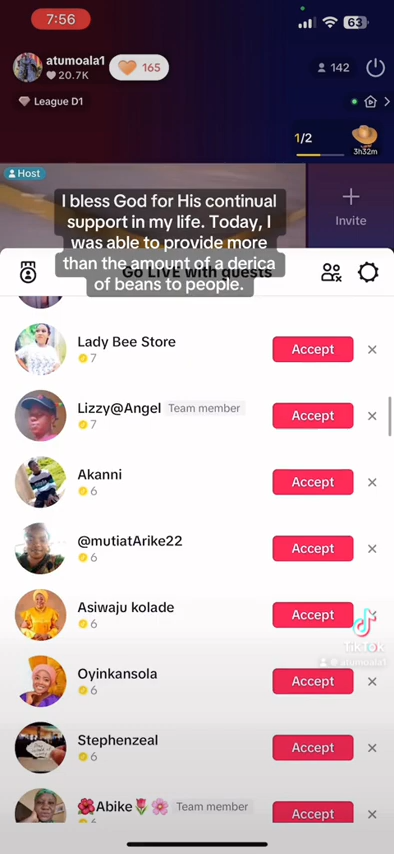 7:56
63
atumoala1
20.7K
165
142
League D1
1/2
3h32m
Host
I bless God for His continual
support in my life. Today, I
was able to provide more
than the amount of a derica
of beans to people.
Invite
Go LIVE with guests
Lady Bee Store
7
Accept
Lizzy@Angel Team member
7
Accept
Akanni
6
Accept
@mutiatArike22
6
Accept
Asiwaju kolade
6
Accept
TikTok
@atumoala1
Oyinkansola
6
Accept
Stephenzeal
6
Accept
🌺Abike🌷🌸 Team member
6
Accept